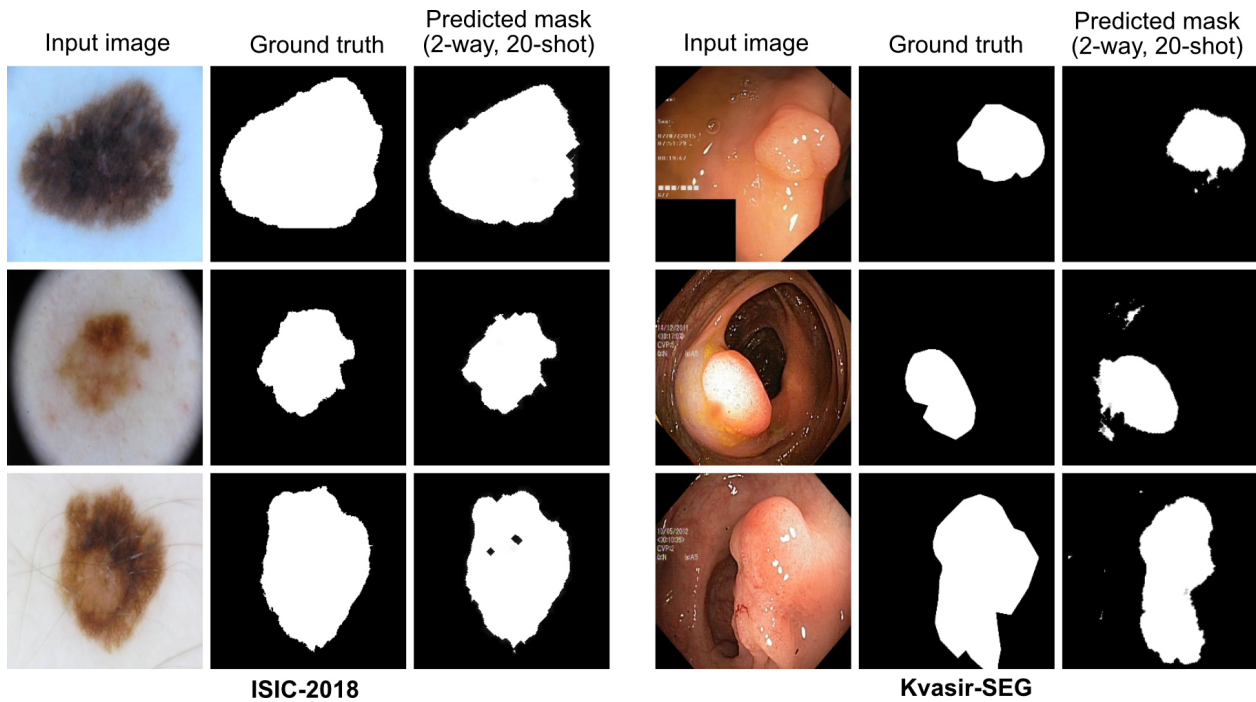 Input image
Ground truth
Predicted mask
(2-way, 20-shot)
Input image
Ground truth
Predicted mask
(2-way, 20-shot)
ISIC-2018
Kvasir-SEG